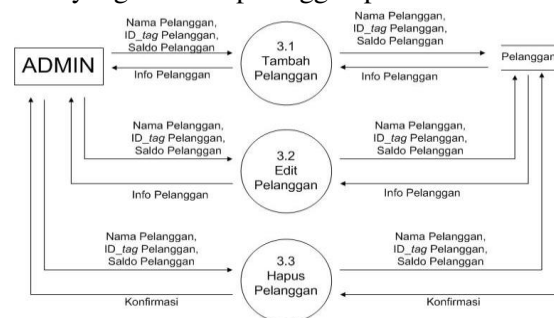 Nama Pelanggan,
ID_tag Pelanggan,
Saldo Pelanggan
Nama Pelanggan,
ID_tag Pelanggan,
Saldo Pelanggan
ADMIN
3.1
Tambah
Pelanggan
Pelanggan
Info Pelanggan
Info Pelanggan
Nama Pelanggan,
ID_tag Pelanggan,
Saldo Pelanggan
3.2
Edit
Pelanggan
Nama Pelanggan,
ID_tag Pelanggan,
Saldo Pelanggan
Info Pelanggan
Info Pelanggan
Nama Pelanggan,
ID_tag Pelanggan,
Saldo Pelanggan
3.3
Hapus
Pelanggan
Nama Pelanggan,
ID_tag Pelanggan,
Saldo Pelanggan
Konfirmasi
Konfirmasi